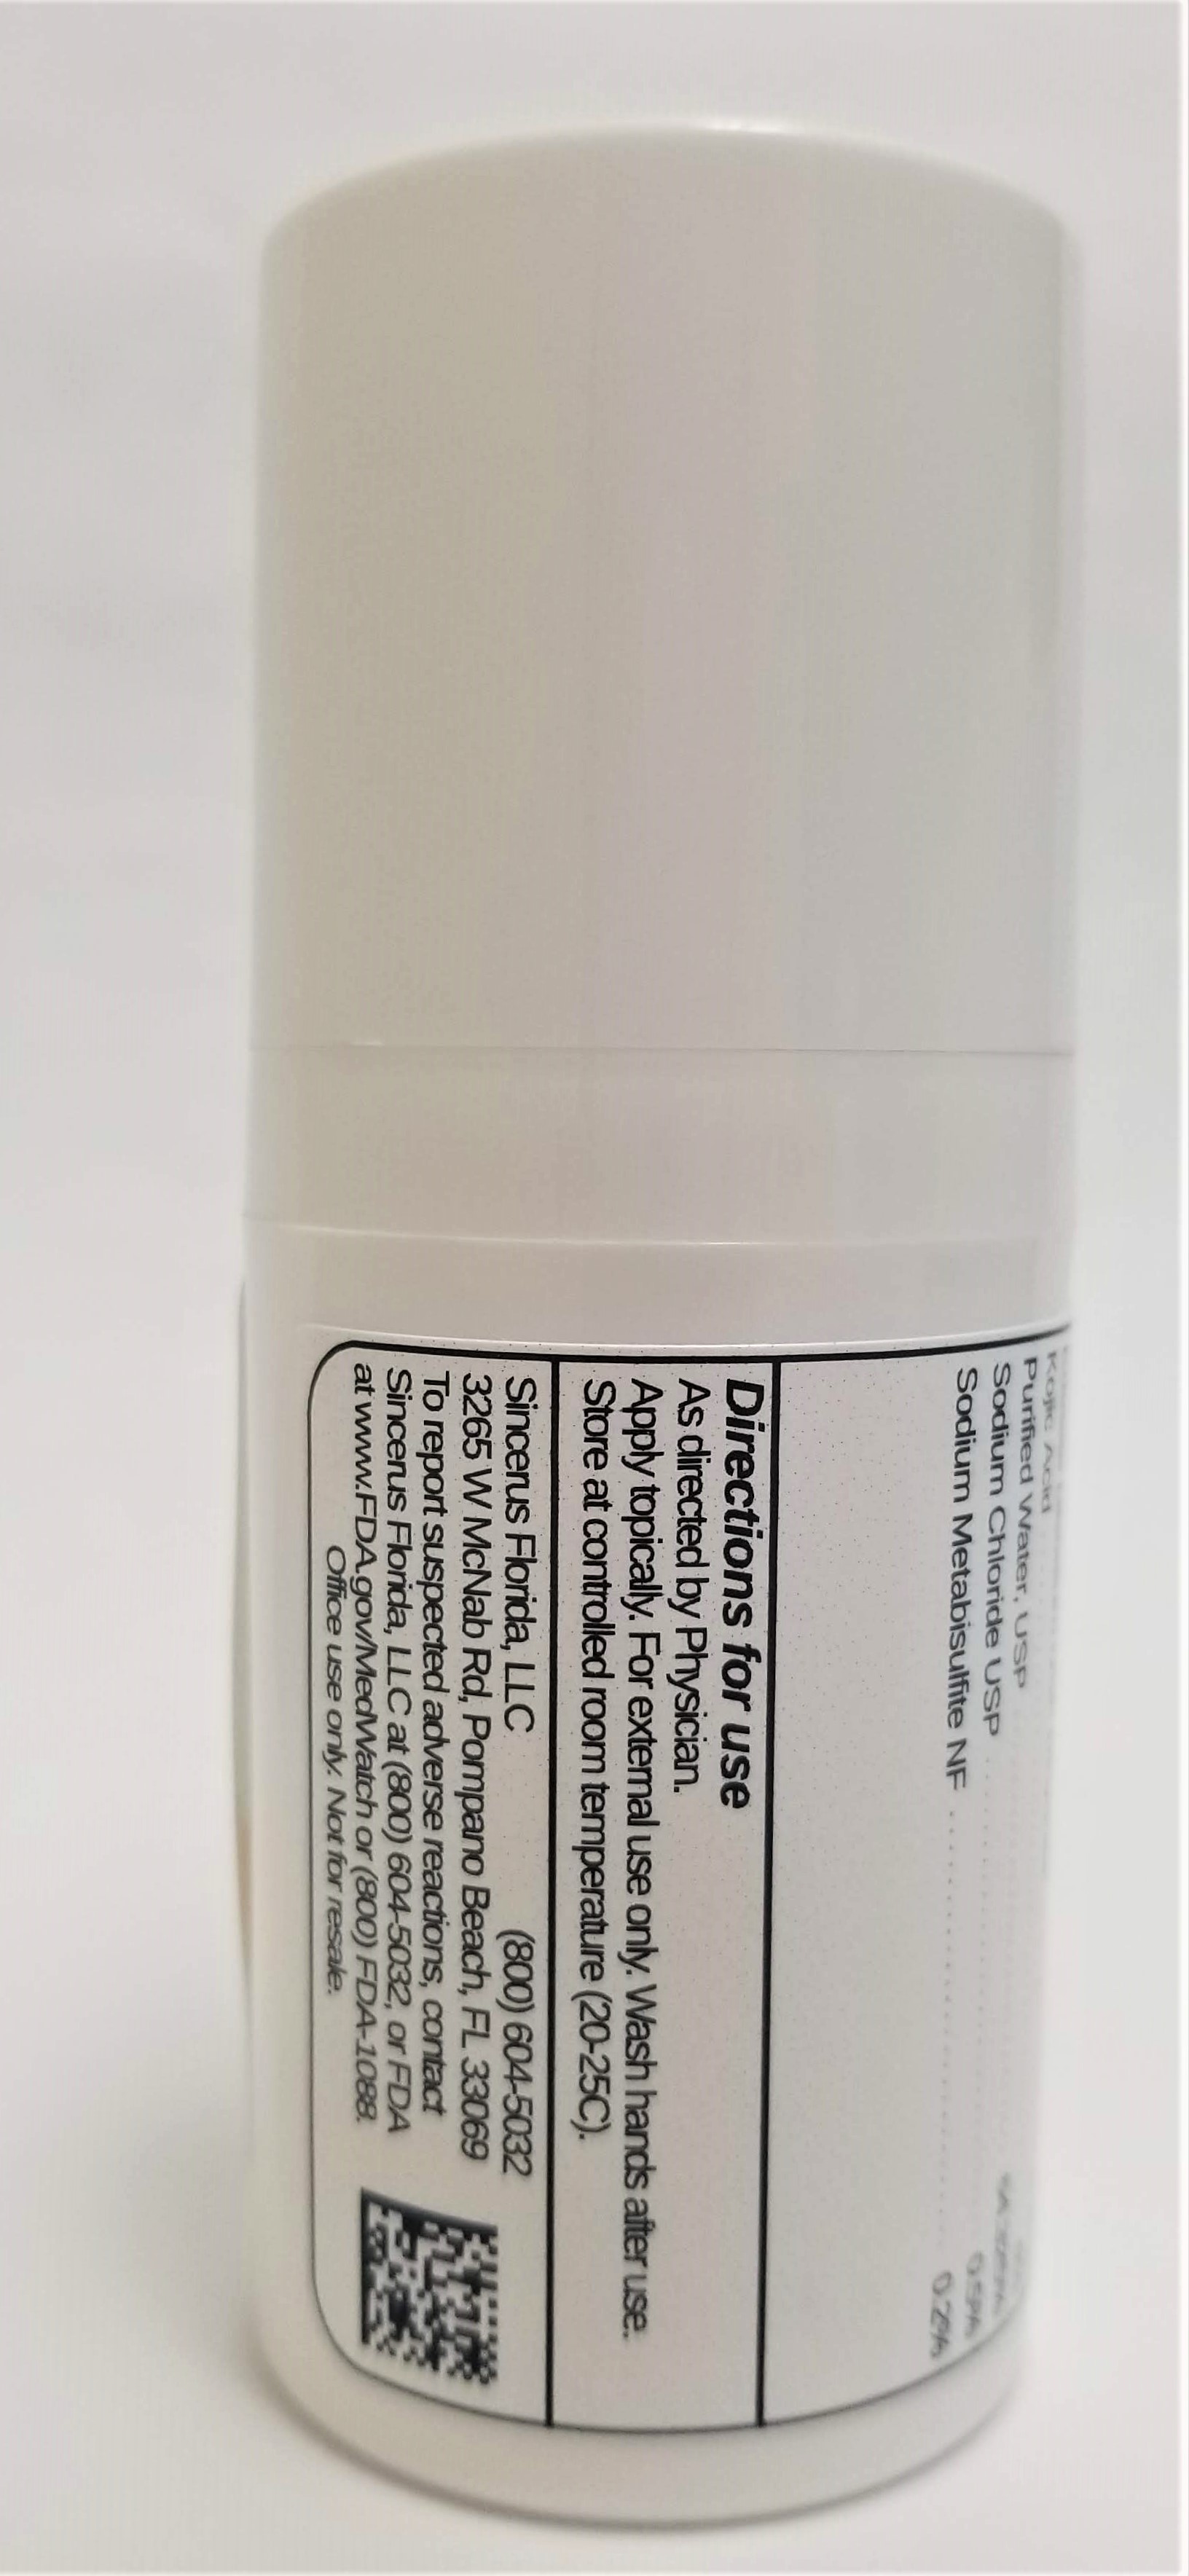 Kojic Acid
Purified Water, USP
Sodium Chloride USP
Sodium Metabisulfite NF .................... 0.2%
Directions for use
As directed by Physician.
Apply topically. For external use only. Wash hands after use.
Store at controlled room temperature (20-25C).
Sincerus Florida, LLC (800) 604-5032
3265 W McNab Rd, Pompano Beach, FL 33069
To report suspected adverse reactions, contact
Sincerus Florida, LLC at (800) 604-5032, or FDA
at www.FDA.gov/MedWatch or (800) FDA-1088.
Office use only. Not for resale.